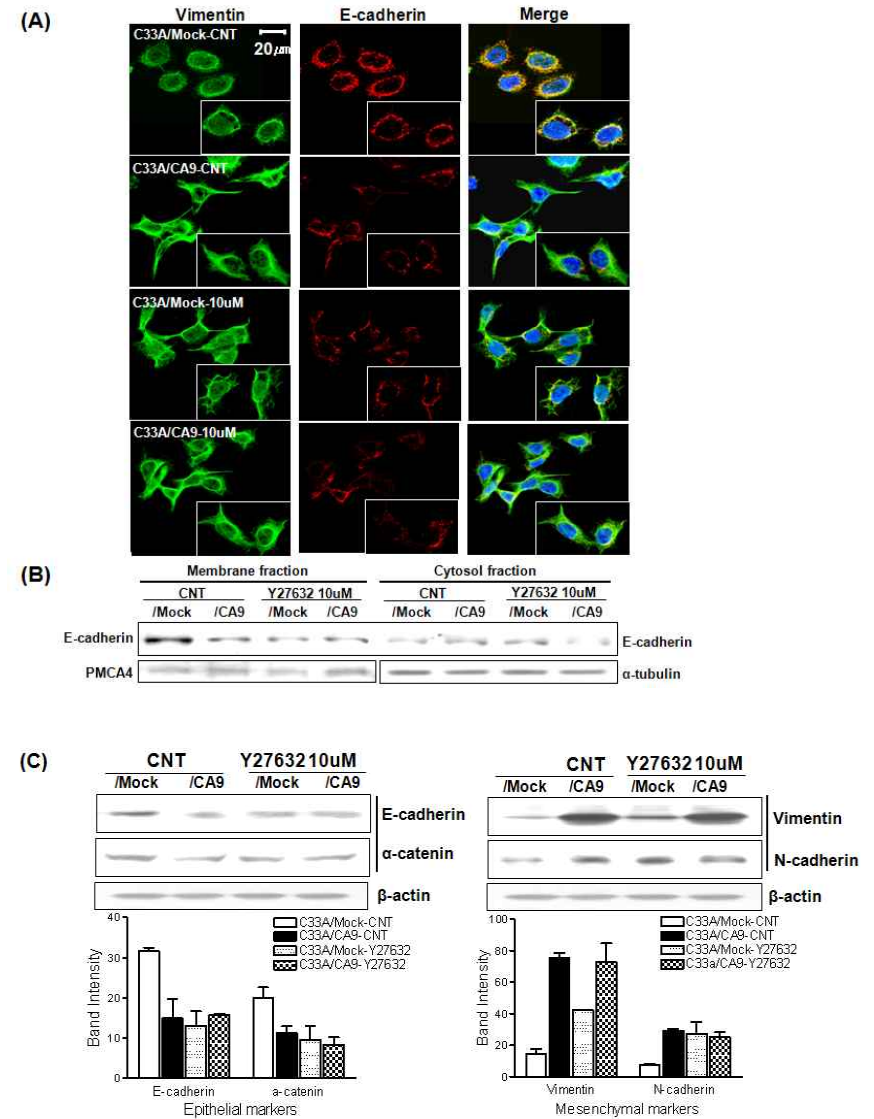 (A)
Vimentin E-cadherin Merge
C33A/Mock-CNT
20 µm
C33A/CA9-CNT
C33A/Mock-10uM
C33A/CA9-10uM
(B)
Membrane fraction Cytosol fraction
CNT Y27632 10uM CNT Y27632 10uM
/Mock /CA9 /Mock /CA9 /Mock /CA9 /Mock /CA9
E-cadherin E-cadherin
PMCA4 α-tubulin
(C)
CNT Y27632 10uM
/Mock /CA9 /Mock /CA9
E-cadherin
α-catenin
β-actin
40
30
20
10
0
Band Intensity
C33A/Mock-CNT
C33A/CA9-CNT
C33A/Mock-Y27632
C33A/CA9-Y27632
E-cadherin a-catenin
Epithelial markers
CNT Y27632 10uM
/Mock /CA9 /Mock /CA9
Vimentin
N-cadherin
β-actin
100
80
60
40
20
0
Band Intensity
C33A/Mock-CNT
C33A/CA9-CNT
C33A/Mock-Y27632
C33a/CA9-Y27632
Vimentin N-cadherin
Mesenchymal markers